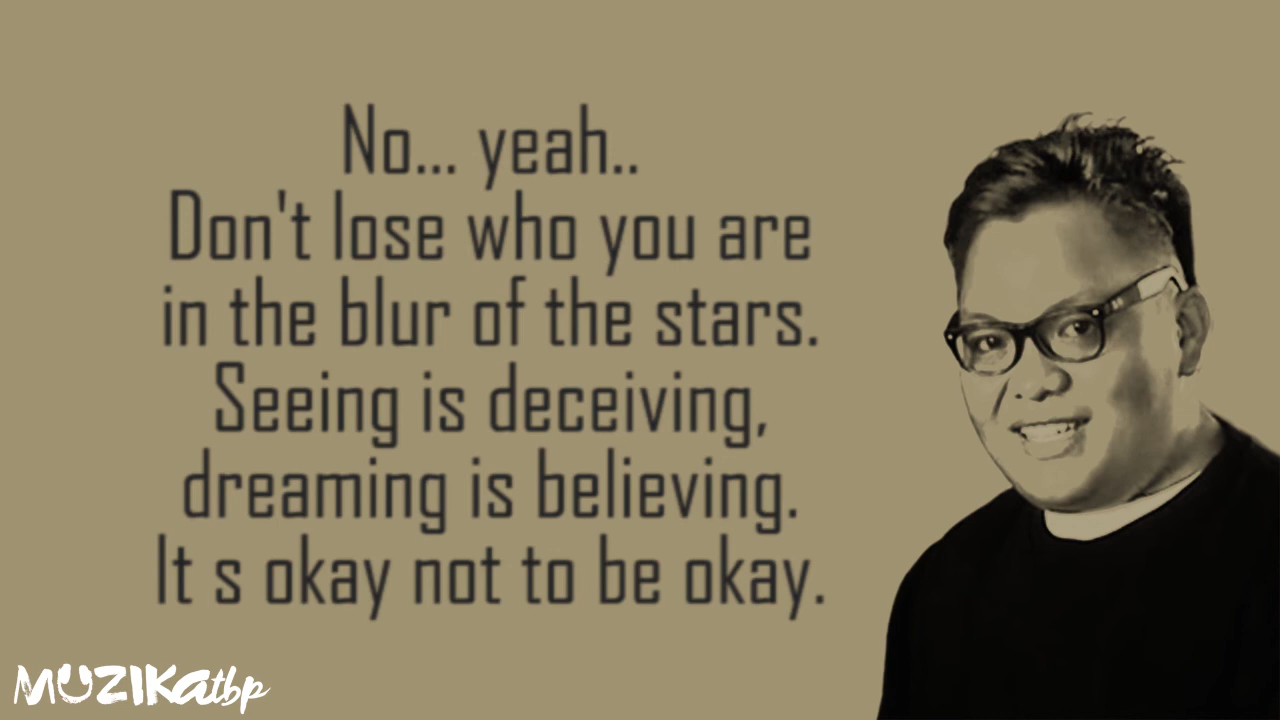 No... yeah..
Don't lose who you are
in the blur of the stars.
Seeing is deceiving,
dreaming is believing.
It s okay not to be okay.
MUZIKAtbp